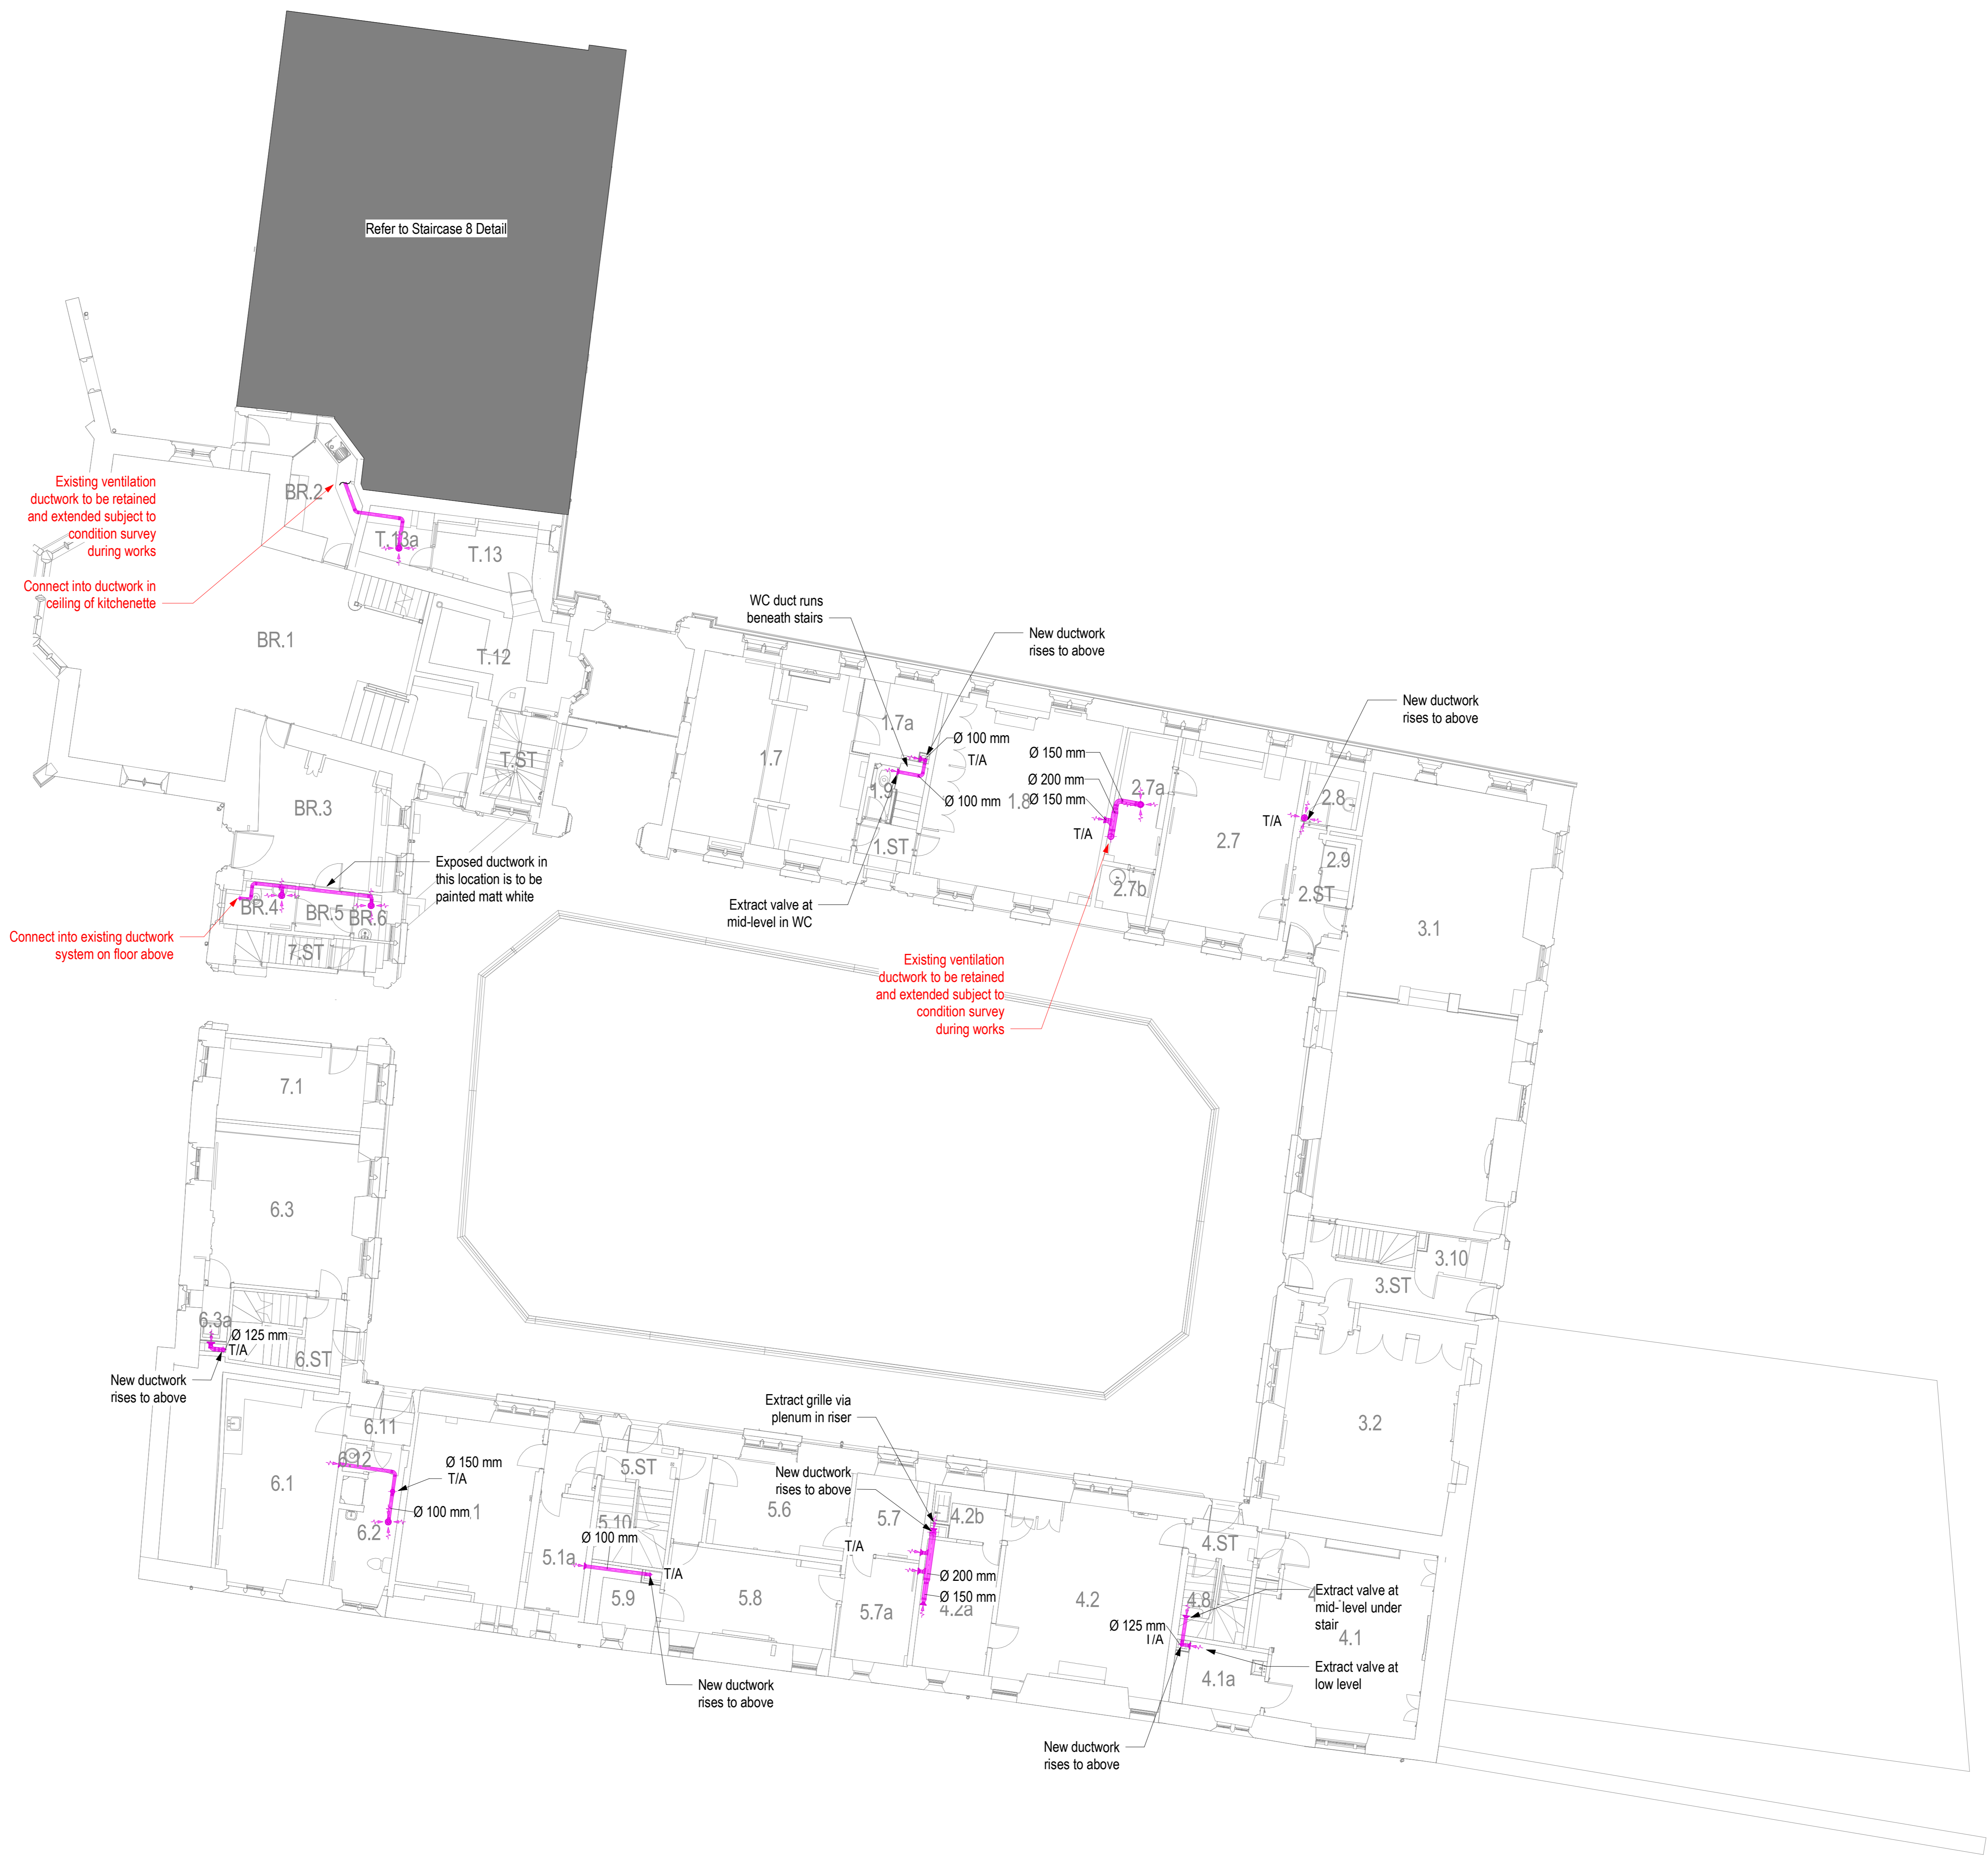 Refer to Staircase 8 Detail
Existing ventilation
ductwork to be retained
and extended subject to
condition survey
during works
Connect into ductwork in
ceiling of kitchenette
BR.2
T.13a
T.13
BR.1
T.12
T.ST
BR.3
Exposed ductwork in
this location is to be
painted matt white
BR.4
BR.5
BR.6
7.ST
Connect into existing ductwork
system on floor above
WC duct runs
beneath stairs
New ductwork
rises to above
1.7
1.7a
Ø 100 mm
T/A
1.9
Ø 100 mm
1.8
1.ST
Extract valve at
mid-level in WC
Ø 150 mm
Ø 200 mm
Ø 150 mm
T/A
2.7a
2.7b
2.7
Existing ventilation
ductwork to be retained
and extended subject to
condition survey
during works
New ductwork
rises to above
T/A
2.8
2.9
2.ST
3.1
7.1
6.3
6.3a
Ø 125 mm
T/A
6.ST
New ductwork
rises to above
3.10
3.ST
3.2
6.11
6.12
6.1
Ø 150 mm
T/A
Ø 100 mm
6.2
5.ST
5.10
Ø 100 mm
5.1a
T/A
5.9
5.6
5.8
New ductwork
rises to above
Extract grille via
plenum in riser
New ductwork
rises to above
5.7
T/A
5.7a
4.2b
Ø 200 mm
Ø 150 mm
4.2a
4.2
4.ST
4.8
Ø 125 mm
T/A
Extract valve at
mid- level under
stair
4.1
Extract valve at
low level
4.1a
New ductwork
rises to above